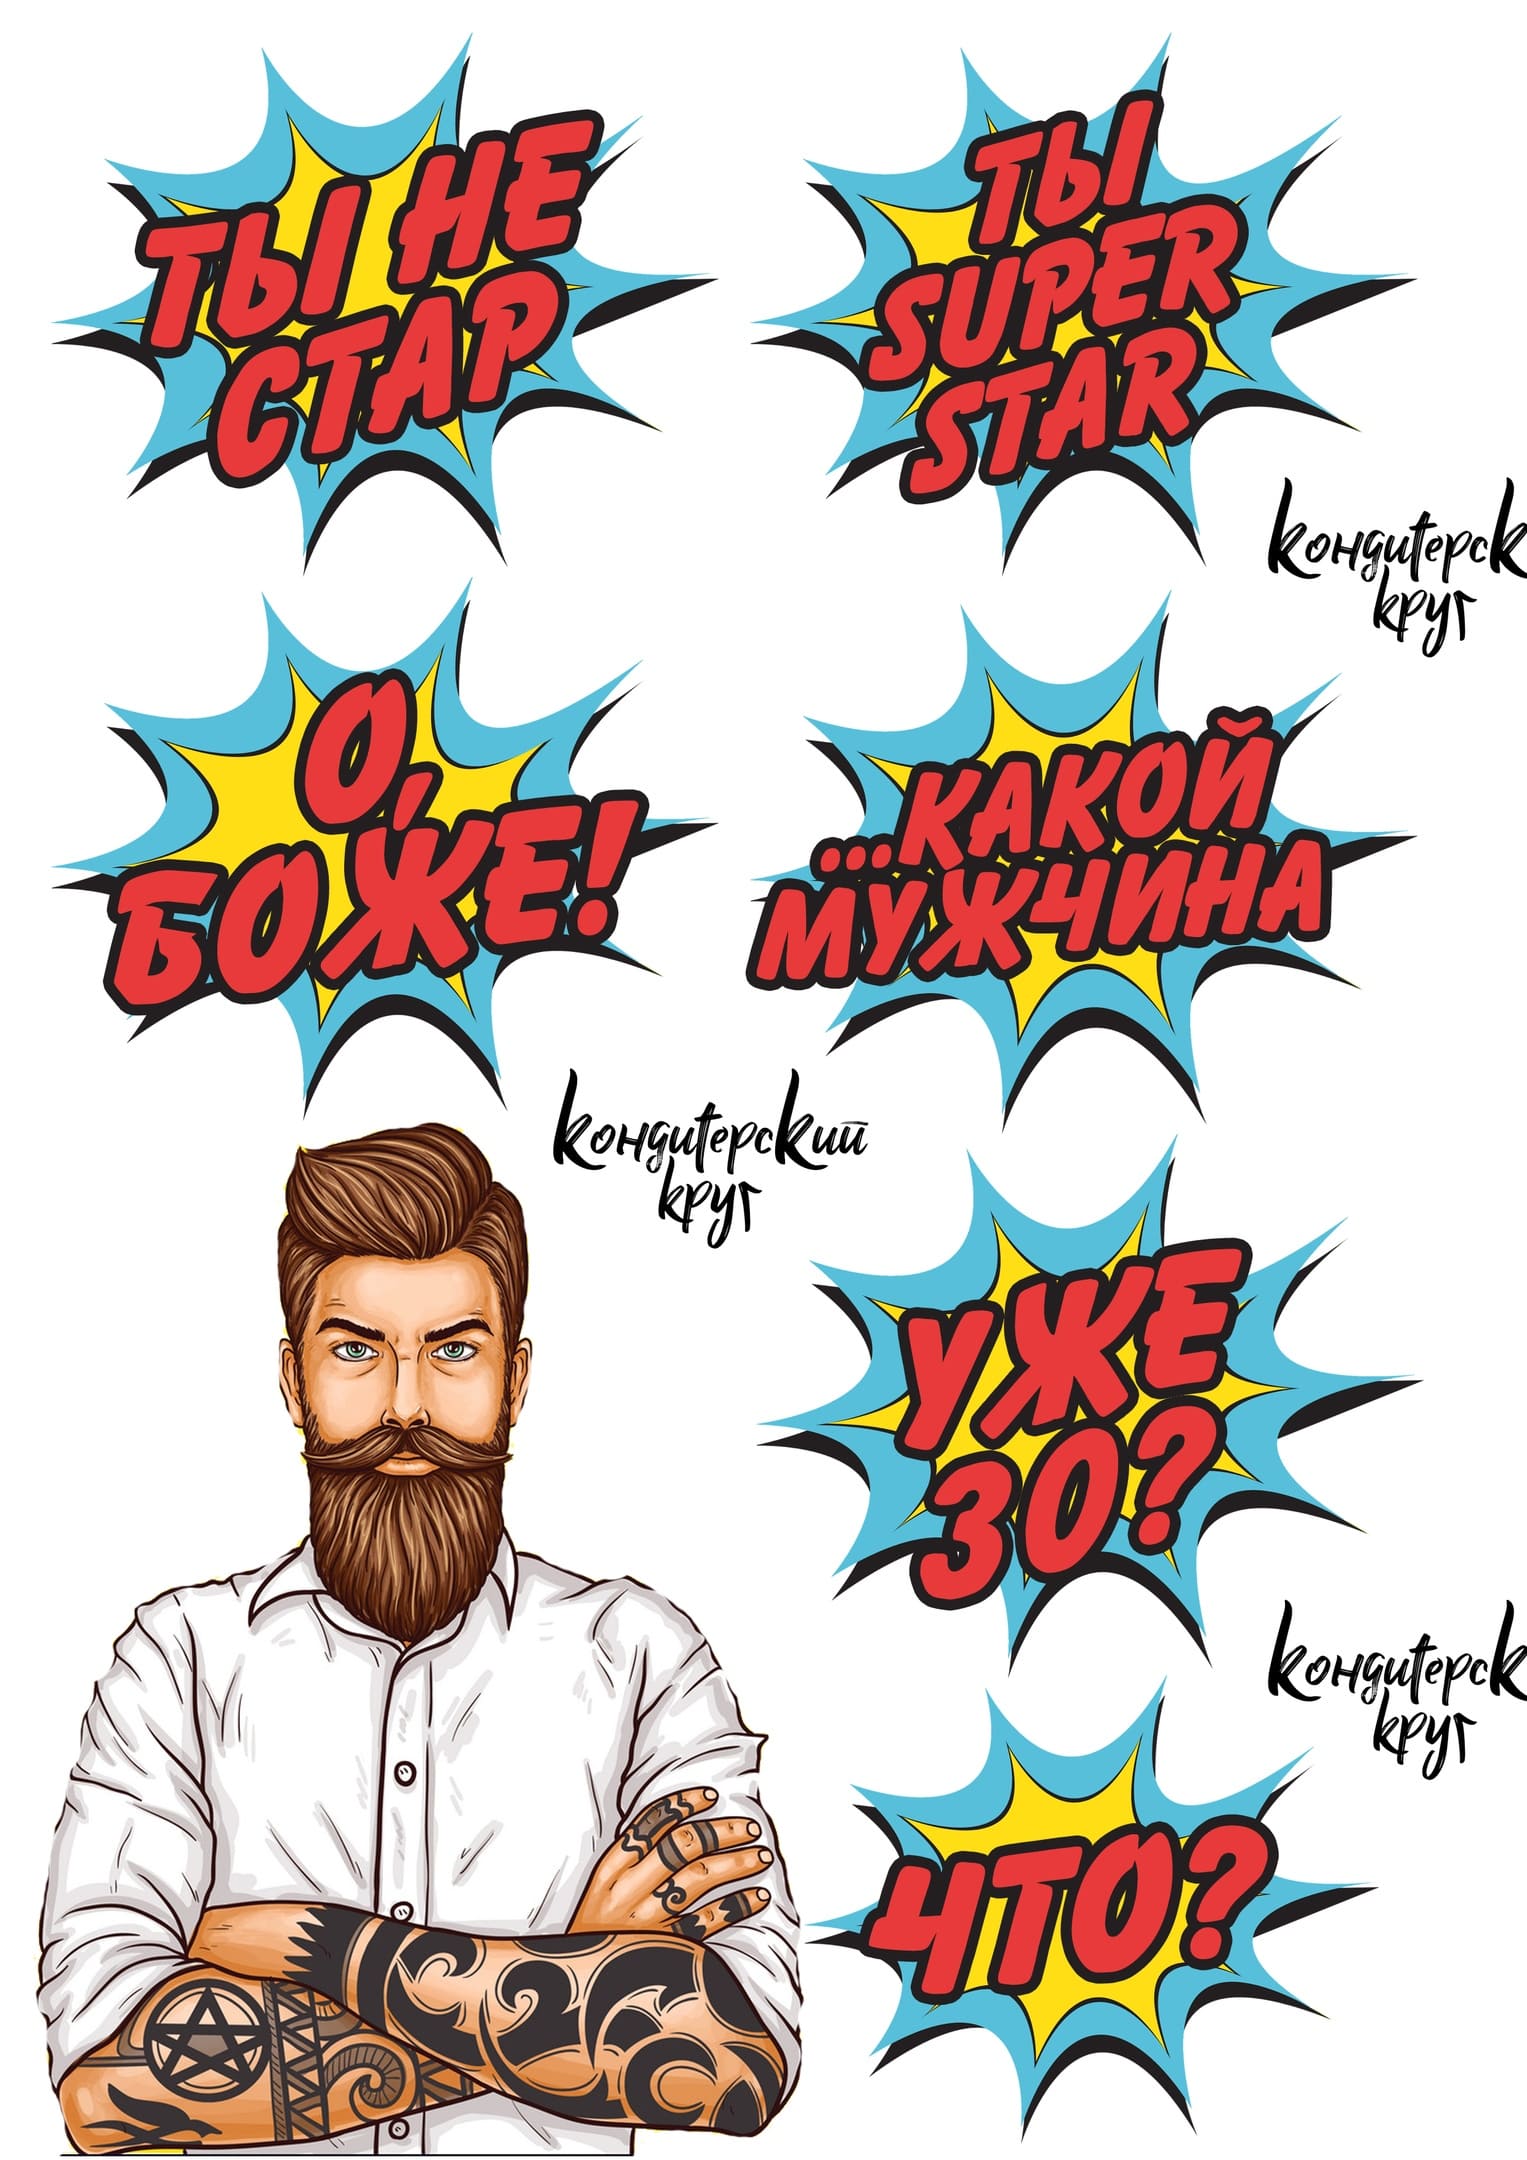 ТЫ НЕ
СТАР
ТЫ
SUPER
STAR
Кондитерск
круг
О,
БОЖЕ!
...КАКОЙ
МУЖЧИНА
Кондитерский
круг
УЖЕ
30?
Кондитерск
круг
ЧТО?